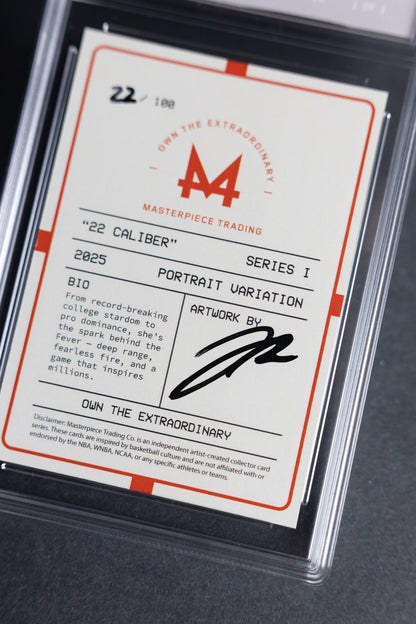 22 / 100
OWN THE EXTRAORDINARY
MASTERPIECE TRADING
"22 CALIBER" SERIES I
2025 PORTRAIT VARIATION
BIO
From record-breaking
college stardom to
pro dominance, she's
the spark behind the
Fever – deep range,
fearless fire, and a
game that inspires
millions.
ARTWORK BY
OWN THE EXTRAORDINARY
Disclaimer: Masterpiece Trading Co. is an independent artist-created collector card
series. These cards are inspired by basketball culture and are not affiliated with or
endorsed by the NBA, WNBA, NCAA, or any specific athletes or teams.